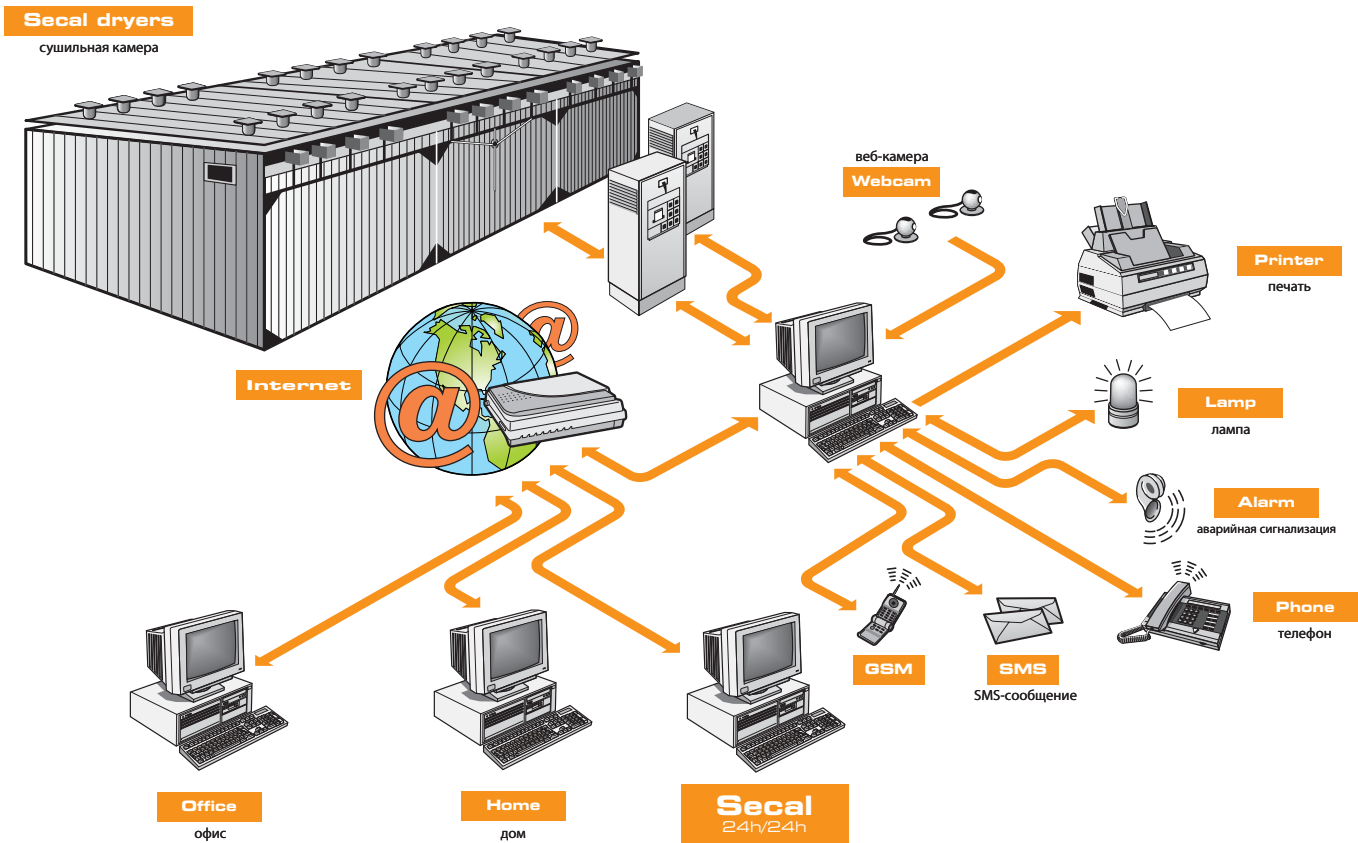 Secal dryers
сушильная камера
веб-камера
Webcam
Printer
печать
Internet
@
@
Lamp
лампа
Alarm
аварийная сигнализация
Phone
телефон
GSM
SMS
SMS-сообщение
Office
офис
Home
дом
Secal
24h/24h